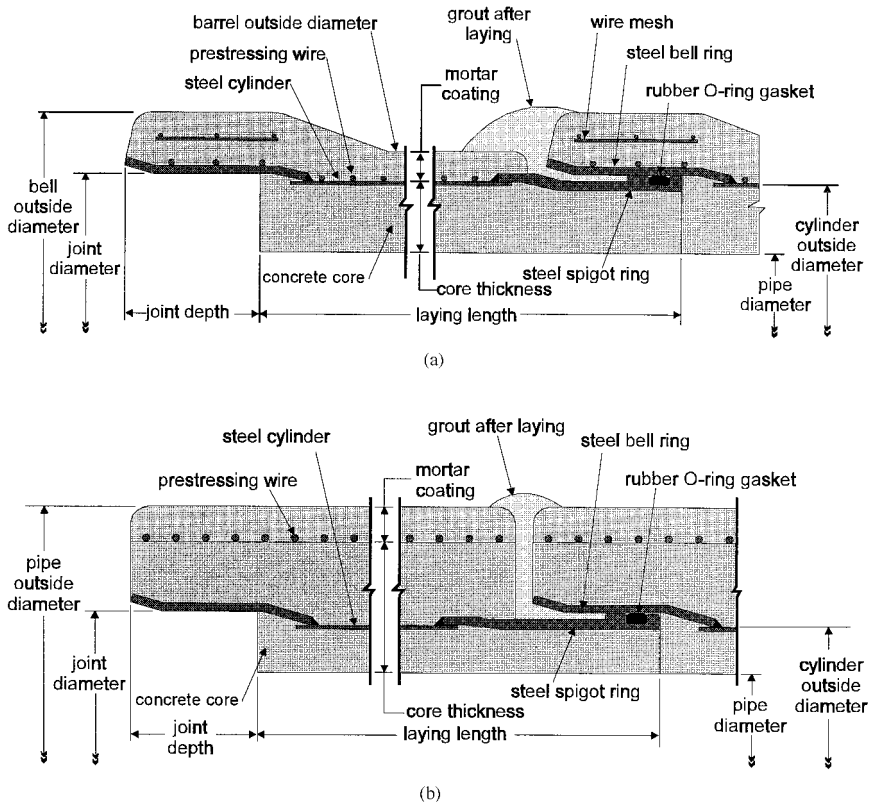 barrel outside diameter
prestressing wire
steel cylinder
mortar
coating
grout after
laying
wire mesh
steel bell ring
rubber O-ring gasket
bell
outside
diameter
joint
diameter
concrete core
core thickness
steel spigot ring
cylinder
outside
diameter
pipe
diameter
joint depth
laying length
(a)
steel cylinder
prestressing wire
mortar
coating
grout after laying
steel bell ring
rubber O-ring gasket
pipe
outside
diameter
joint
diameter
concrete core
joint
depth
core thickness
laying length
steel spigot ring
pipe
diameter
cylinder
outside
diameter
(b)